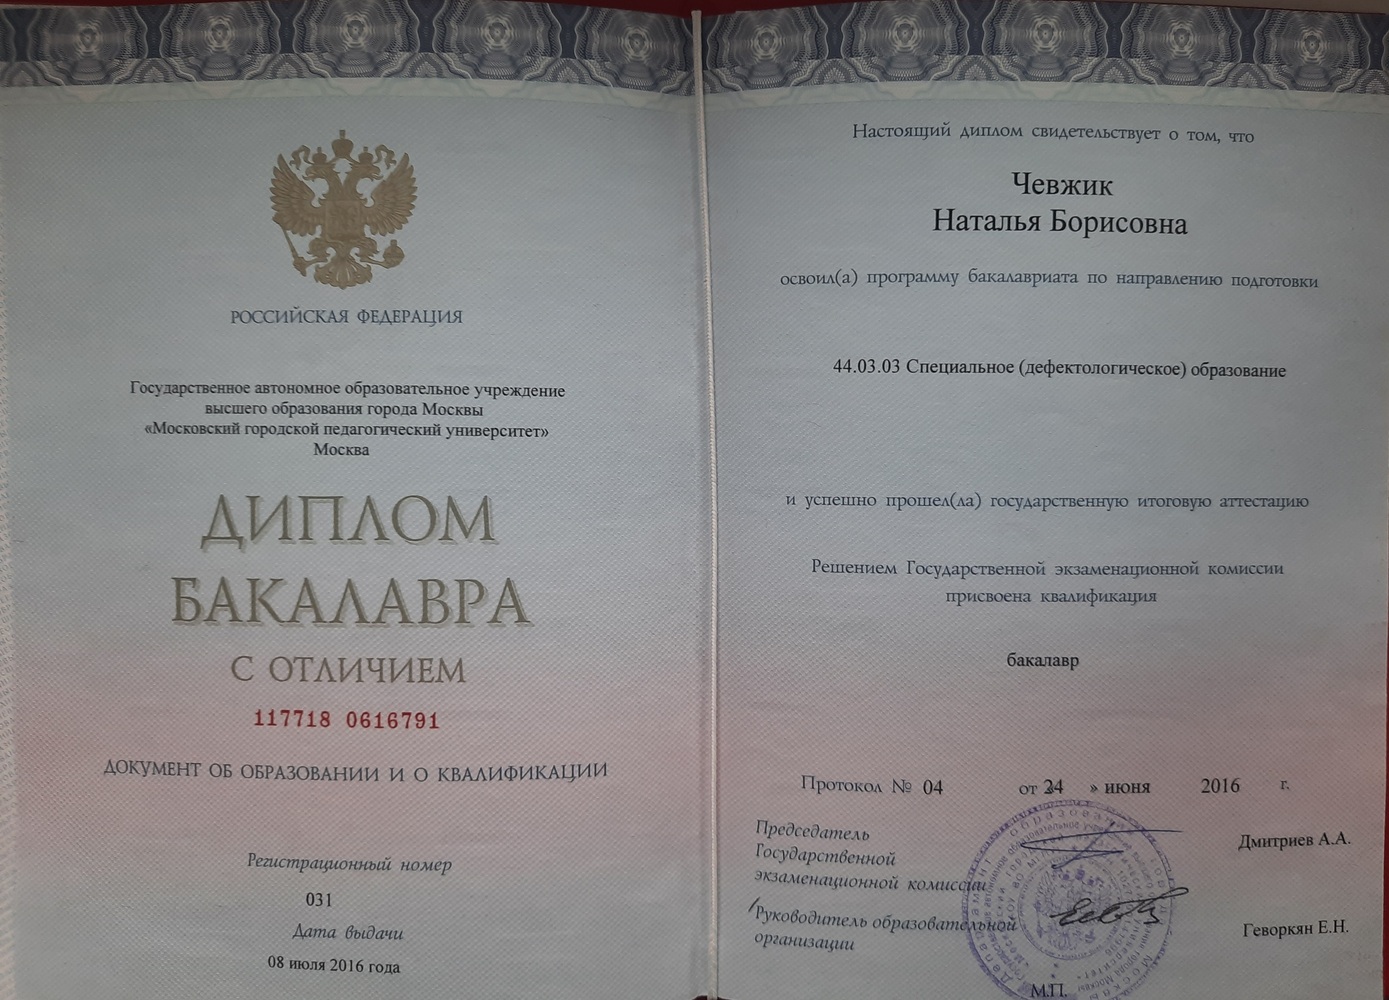 РОССИЙСКАЯ ФЕДЕРАЦИЯ
Государственное автономное образовательное учреждение
высшего образования города Москвы
«Московский городской педагогический университет»
Москва
ДИПЛОМ
БАКАЛАВРА
С ОТЛИЧИЕМ
117718 0616791
ДОКУМЕНТ ОБ ОБРАЗОВАНИИ И О КВАЛИФИКАЦИИ
Регистрационный номер
031
Дата выдачи
08 июля 2016 года
Настоящий диплом свидетельствует о том, что
Чевжик
Наталья Борисовна
освоил(а) программу бакалавриата по направлению подготовки
44.03.03 Специальное (дефектологическое) образование
и успешно прошел(ла) государственную итоговую аттестацию
Решением Государственной экзаменационной комиссии
присвоена квалификация
бакалавр
Протокол № 04 от 24 » июня 2016 г.
Председатель
Государственной
экзаменационной комиссии
Дмитриев А.А.
Руководитель образовательной
организации
Геворкян Е.Н.
М.П.